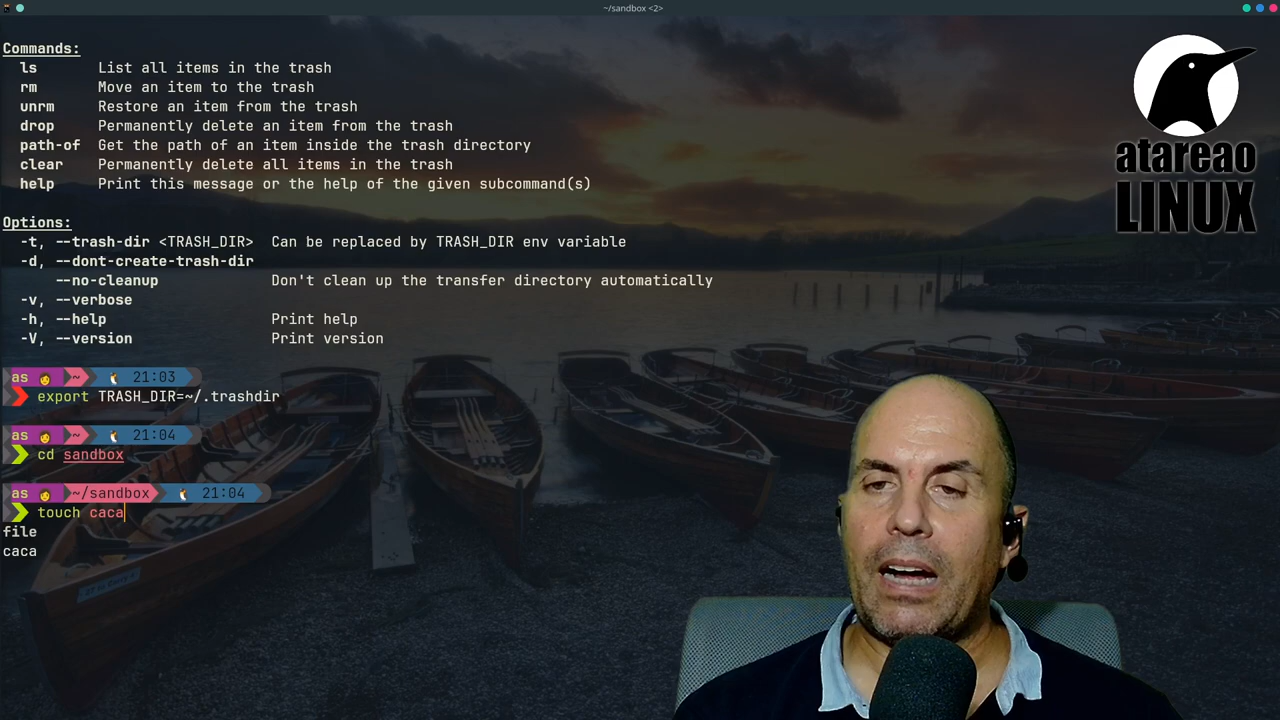 ~/sandbox <2>
Commands:
ls List all items in the trash
rm Move an item to the trash
unrm Restore an item from the trash
drop Permanently delete an item from the trash
path-of Get the path of an item inside the trash directory
clear Permanently delete all items in the trash
help Print this message or the help of the given subcommand(s)
Options:
-t, --trash-dir <TRASH_DIR> Can be replaced by TRASH_DIR env variable
-d, --dont-create-trash-dir
--no-cleanup Don't clean up the transfer directory automatically
-v, --verbose
-h, --help Print help
-V, --version Print version
as ~ 21:03
export TRASH_DIR=~/.trashdir
as ~ 21:04
cd sandbox
as ~/sandbox 21:04
touch caca
file
caca
atareao
LINUX